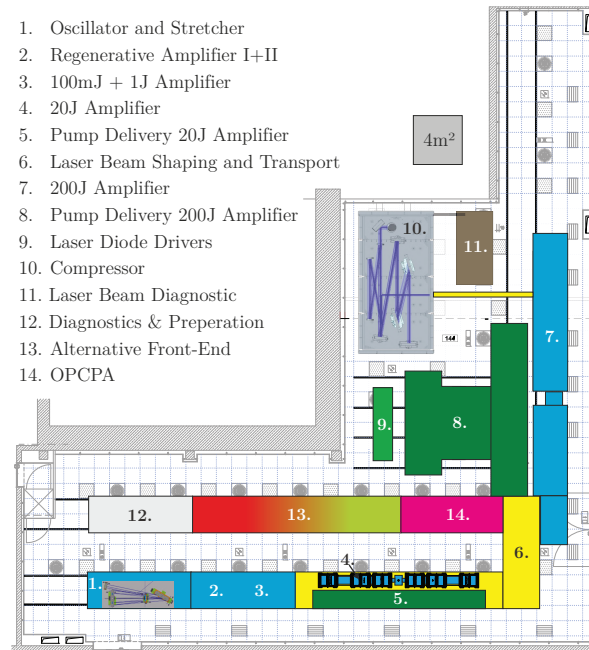 1. Oscillator and Stretcher
2. Regenerative Amplifier I+II
3. 100mJ + 1J Amplifier
4. 20J Amplifier
5. Pump Delivery 20J Amplifier
6. Laser Beam Shaping and Transport
7. 200J Amplifier
8. Pump Delivery 200J Amplifier
9. Laser Diode Drivers
10. Compressor
11. Laser Beam Diagnostic
12. Diagnostics & Preperation
13. Alternative Front-End
14. OPCPA
4m²
10.
11.
7.
9.
8.
12.
13.
14.
6.
1.
2.
3.
4.
5.